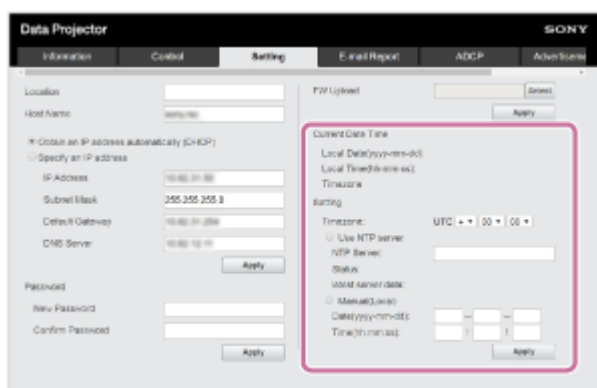 Data Projector
SONY
Information Control Setting E-mail Report ADCP Advertiseme
Location
Host Name
Obtain an IP address automatically (DHCP)
Specify an IP address
IP Address
Subnet Mask 255.255.255.0
Default Gateway
DNS Server
Apply
Password
New Password
Confirm Password
Apply
FW Upload Select
Apply
Current Date Time
Local Date(yyyy-mm-dd):
Local Time(hh:mm:ss):
Timezone
Setting
Timezone: UTC + 00 : 00
Use NTP server
NTP Server:
Status:
latest server date:
Manual(Local)
Date(yyyy-mm-dd): — —
Time(hh:mm:ss): : :
Apply